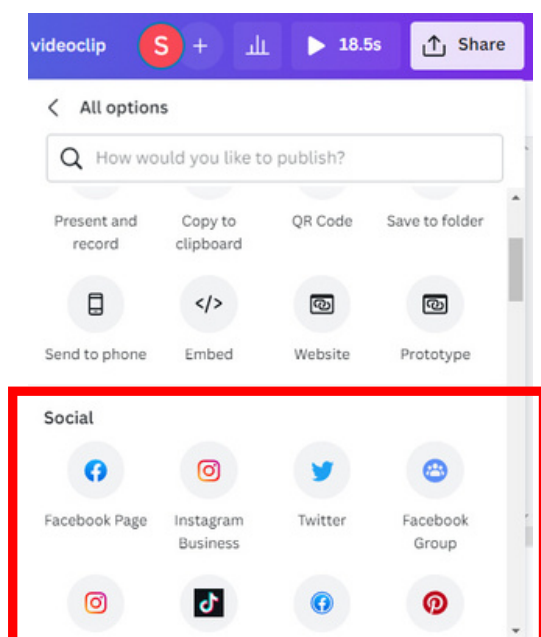 videoclip S + 18.5s Share
All options
How would you like to publish?
Present and Copy to QR Code Save to folder
record clipboard
Send to phone Embed Website Prototype
Social
Facebook Page Instagram Twitter Facebook
Business Group